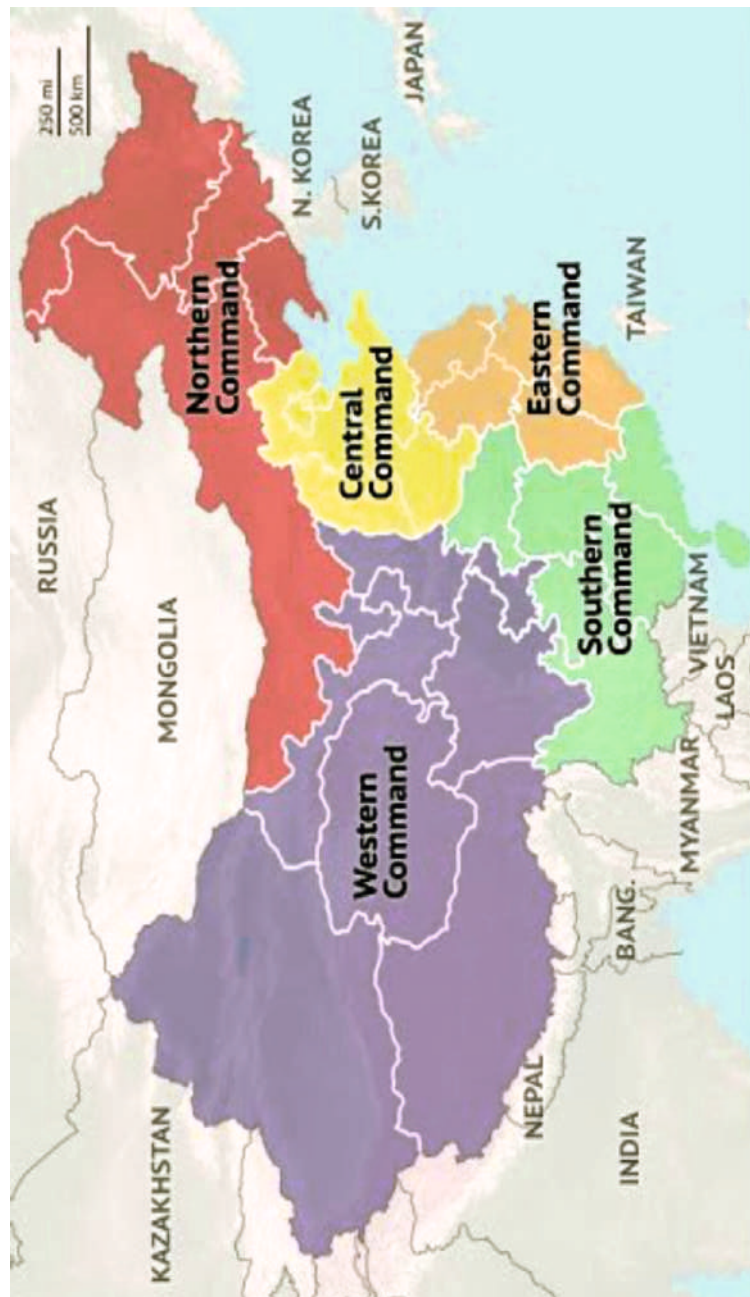 250 mi
500 km
RUSSIA
MONGOLIA
KAZAKHSTAN
Northern
Command
N. KOREA
S.KOREA
JAPAN
Central
Command
Western
Command
Eastern
Command
TAIWAN
Southern
Command
NEPAL
INDIA
BANG.
MYANMAR
LAOS
VIETNAM